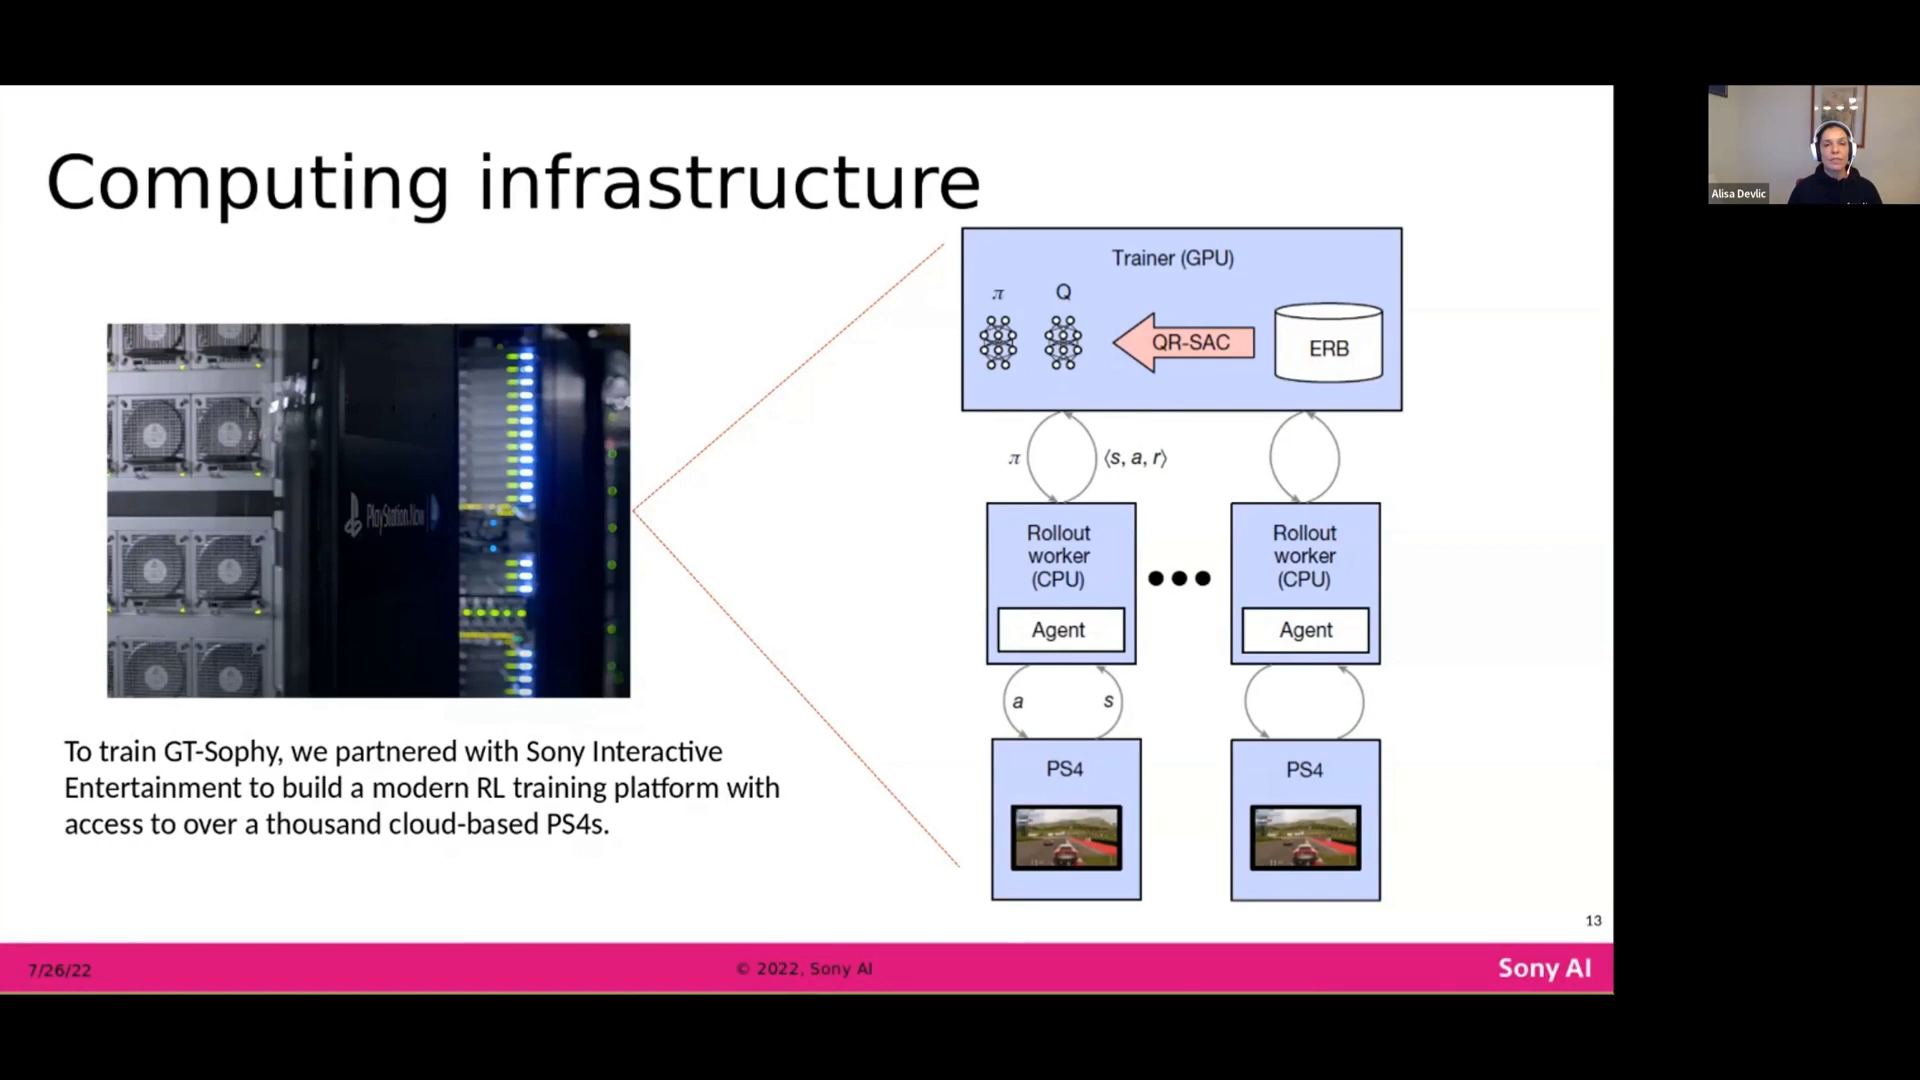 Computing infrastructure
Alisa Devlic
Trainer (GPU)
π Q
QR-SAC
ERB
PlayStation.Now
π ⟨s, a, r⟩
Rollout
worker
(CPU)
Agent
Rollout
worker
(CPU)
Agent
a s
PS4
PS4
To train GT-Sophy, we partnered with Sony Interactive
Entertainment to build a modern RL training platform with
access to over a thousand cloud-based PS4s.
13
7/26/22
© 2022, Sony AI
Sony AI